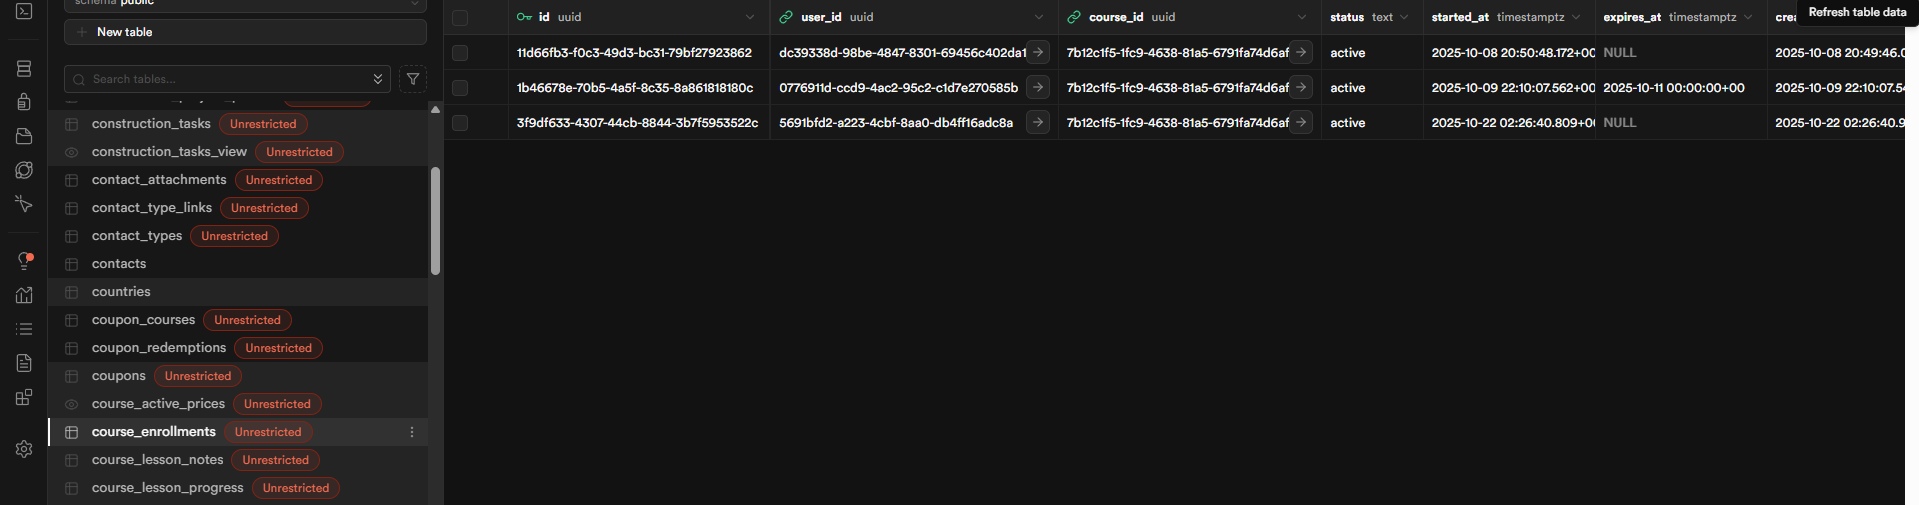 schema public
New table
Search tables...
Unrestricted
construction_tasks Unrestricted
construction_tasks_view Unrestricted
contact_attachments Unrestricted
contact_type_links Unrestricted
contact_types Unrestricted
contacts
countries
coupon_courses Unrestricted
coupon_redemptions Unrestricted
coupons Unrestricted
course_active_prices Unrestricted
course_enrollments Unrestricted
course_lesson_notes Unrestricted
course_lesson_progress Unrestricted
id uuid user_id uuid course_id uuid status text started_at timestamptz expires_at timestamptz crea Refresh table data
11d66fb3-f0c3-49d3-bc31-79bf27923862 dc39338d-98be-4847-8301-69456c402da1 7b12c1f5-1fc9-4638-81a5-6791fa74d6af active 2025-10-08 20:50:48.172+00 NULL 2025-10-08 20:49:46.0
1b46678e-70b5-4a5f-8c35-8a861818180c 0776911d-ccd9-4ac2-95c2-c1d7e270585b 7b12c1f5-1fc9-4638-81a5-6791fa74d6af active 2025-10-09 22:10:07.562+00 2025-10-11 00:00:00+00 2025-10-09 22:10:07.54
3f9df633-4307-44cb-8844-3b7f5953522c 5691bfd2-a223-4cbf-8aa0-db4ff16adc8a 7b12c1f5-1fc9-4638-81a5-6791fa74d6af active 2025-10-22 02:26:40.809+00 NULL 2025-10-22 02:26:40.9